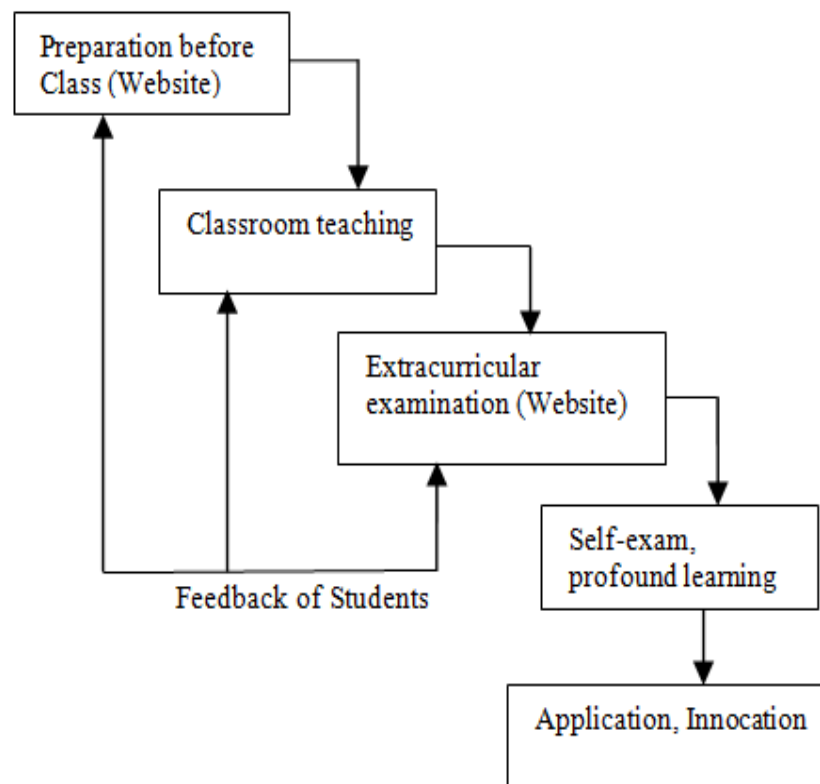 Preparation before
Class (Website)
Classroom teaching
Extracurricular
examination (Website)
Self-exam,
profound learning
Feedback of Students
Application, Innocation